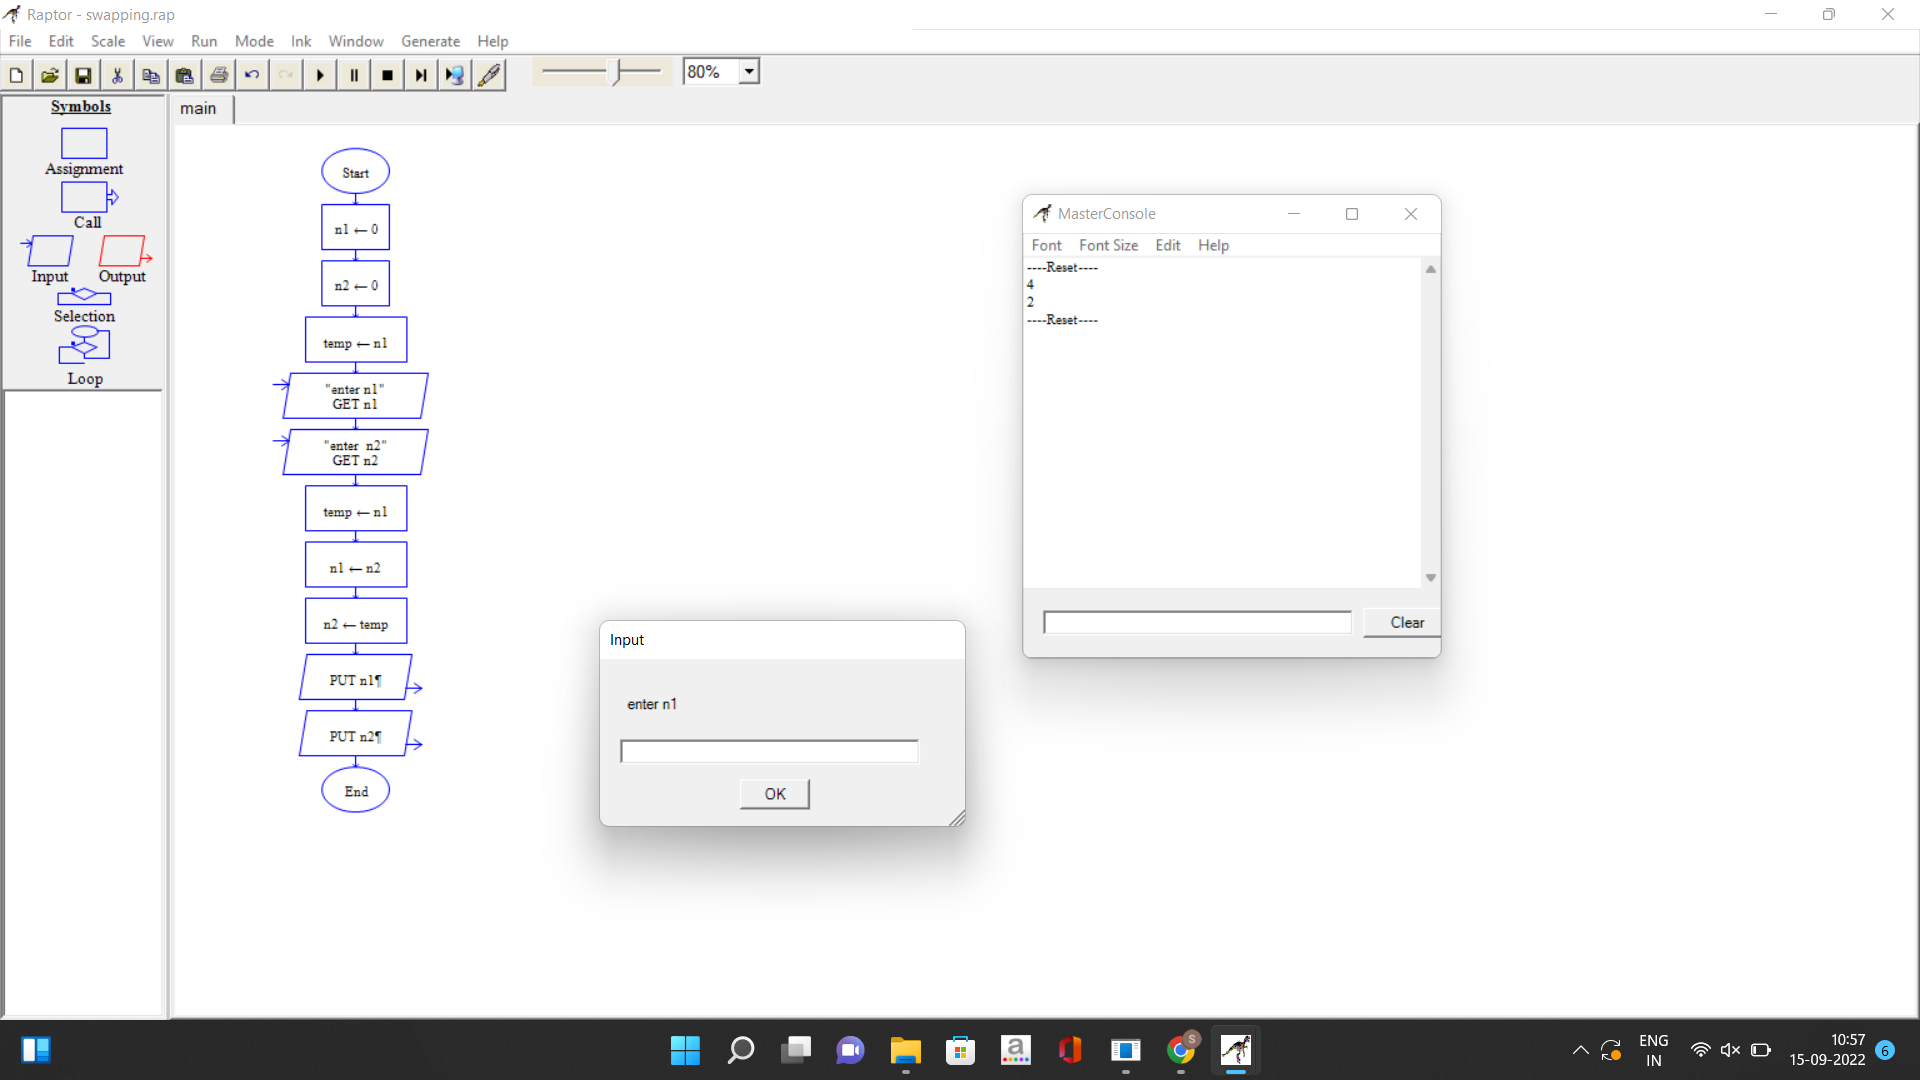 Raptor - swapping.rap
File Edit Scale View Run Mode Ink Window Generate Help
80%
Symbols
Assignment
Call
Input Output
Selection
Loop
main
Start
n1 ← 0
n2 ← 0
temp ← n1
"enter n1"
GET n1
"enter n2"
GET n2
temp ← n1
n1 ← n2
n2 ← temp
PUT n1¶
PUT n2¶
End
Input
enter n1
OK
MasterConsole
Font Font Size Edit Help
----Reset----
4
2
----Reset----
Clear
a
S
ENG
IN
10:57
15-09-2022
6